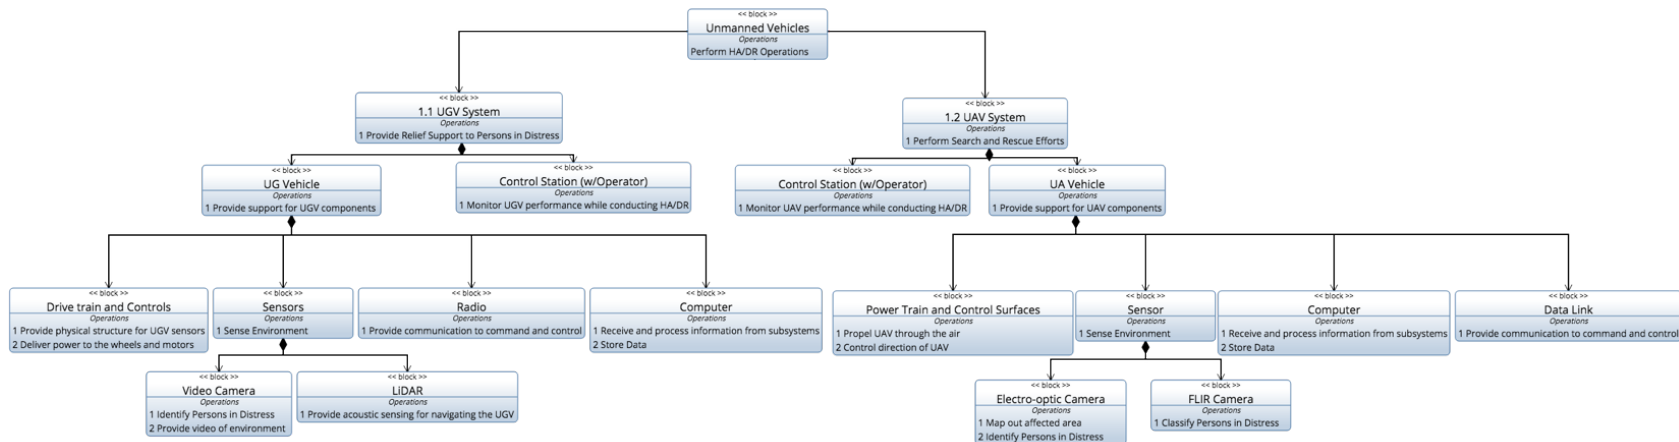 << block >>
Unmanned Vehicles
Operations
Perform HA/DR Operations
<< block >>
1.1 UGV System
Operations
1 Provide Relief Support to Persons in Distress
<< block >>
1.2 UAV System
Operations
1 Perform Search and Rescue Efforts
<< block >>
UG Vehicle
Operations
1 Provide support for UGV components
<< block >>
Control Station (w/Operator)
Operations
1 Monitor UGV performance while conducting HA/DR
<< block >>
Control Station (w/Operator)
Operations
1 Monitor UAV performance while conducting HA/DR
<< block >>
UA Vehicle
Operations
1 Provide support for UAV components
<< block >>
Drive train and Controls
Operations
1 Provide physical structure for UGV sensors
2 Deliver power to the wheels and motors
<< block >>
Sensors
Operations
1 Sense Environment
<< block >>
Radio
Operations
1 Provide communication to command and control
<< block >>
Computer
Operations
1 Receive and process information from subsystems
2 Store Data
<< block >>
Power Train and Control Surfaces
Operations
1 Propel UAV through the air
2 Control direction of UAV
<< block >>
Sensor
Operations
1 Sense Environment
<< block >>
Computer
Operations
1 Receive and process information from subsystems
2 Store Data
<< block >>
Data Link
Operations
1 Provide communication to command and control
<< block >>
Video Camera
Operations
1 Identify Persons in Distress
2 Provide video of environment
<< block >>
LiDAR
Operations
1 Provide acoustic sensing for navigating the UGV
<< block >>
Electro-optic Camera
Operations
1 Map out affected area
2 Identify Persons in Distress
<< block >>
FLIR Camera
Operations
1 Classify Persons in Distress